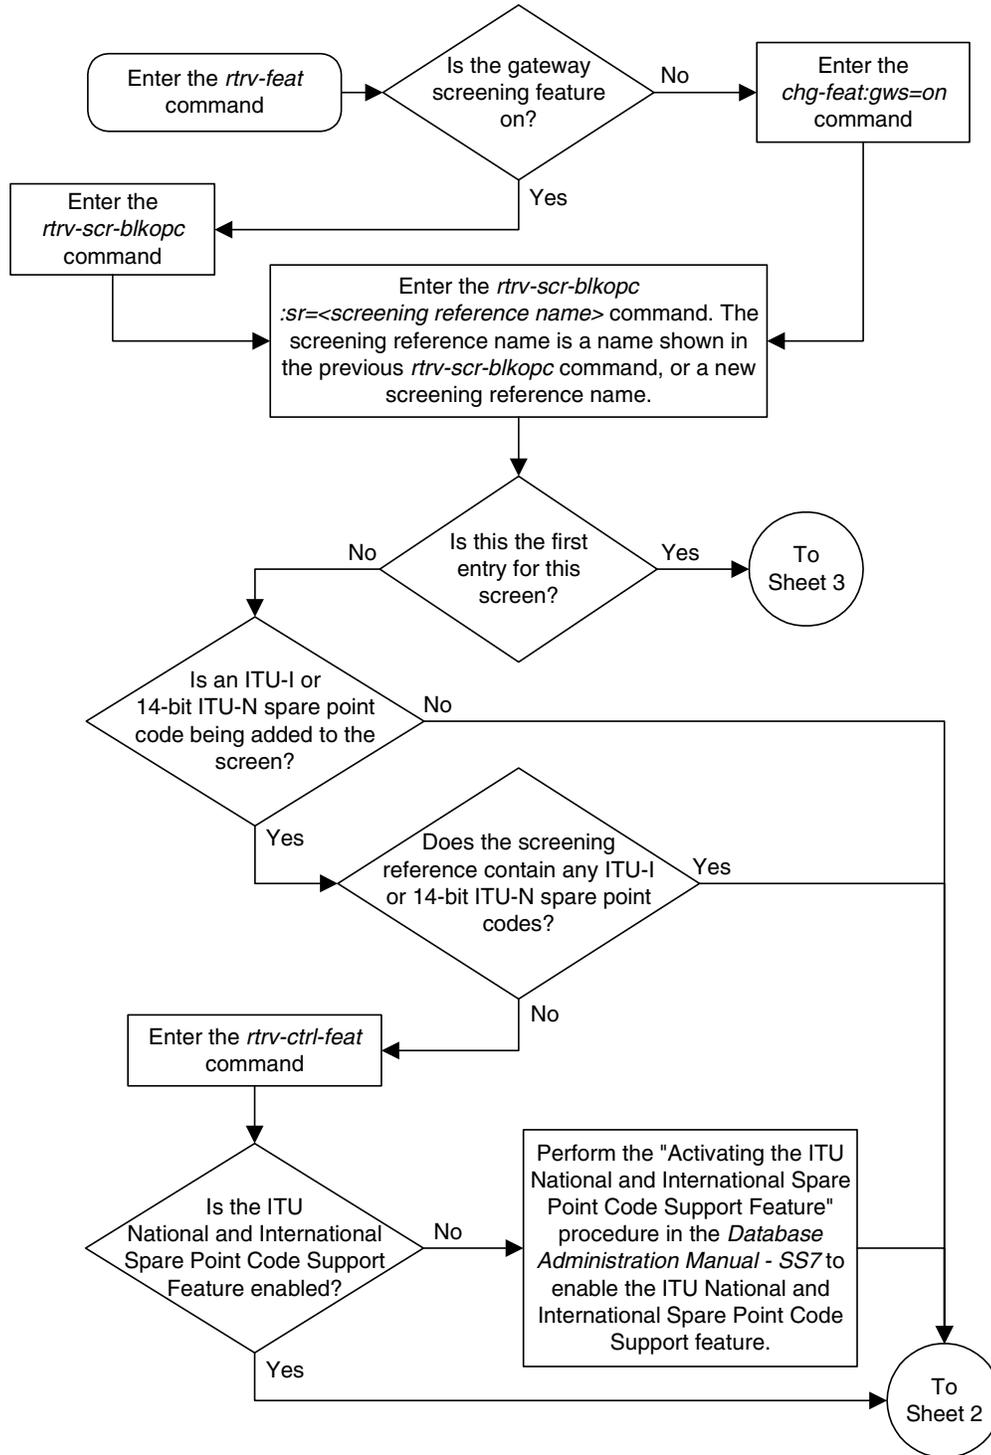 Enter the rtrv-feat
command
Is the gateway
screening feature
on?
No
Enter the
chg-feat:gws=on
command
Yes
Enter the
rtrv-scr-blkopc
command
Enter the rtrv-scr-blkopc
:sr=<screening reference name> command. The
screening reference name is a name shown in
the previous rtrv-scr-blkopc command, or a new
screening reference name.
Is this the first
entry for this
screen?
No
Yes
To
Sheet 3
Is an ITU-I or
14-bit ITU-N spare point
code being added to the
screen?
No
Yes
Does the screening
reference contain any ITU-I
or 14-bit ITU-N spare point
codes?
Yes
No
Enter the rtrv-ctrl-feat
command
Is the ITU
National and International
Spare Point Code Support
Feature enabled?
No
Perform the "Activating the ITU
National and International Spare
Point Code Support Feature"
procedure in the Database
Administration Manual - SS7 to
enable the ITU National and
International Spare Point Code
Support feature.
Yes
To
Sheet 2